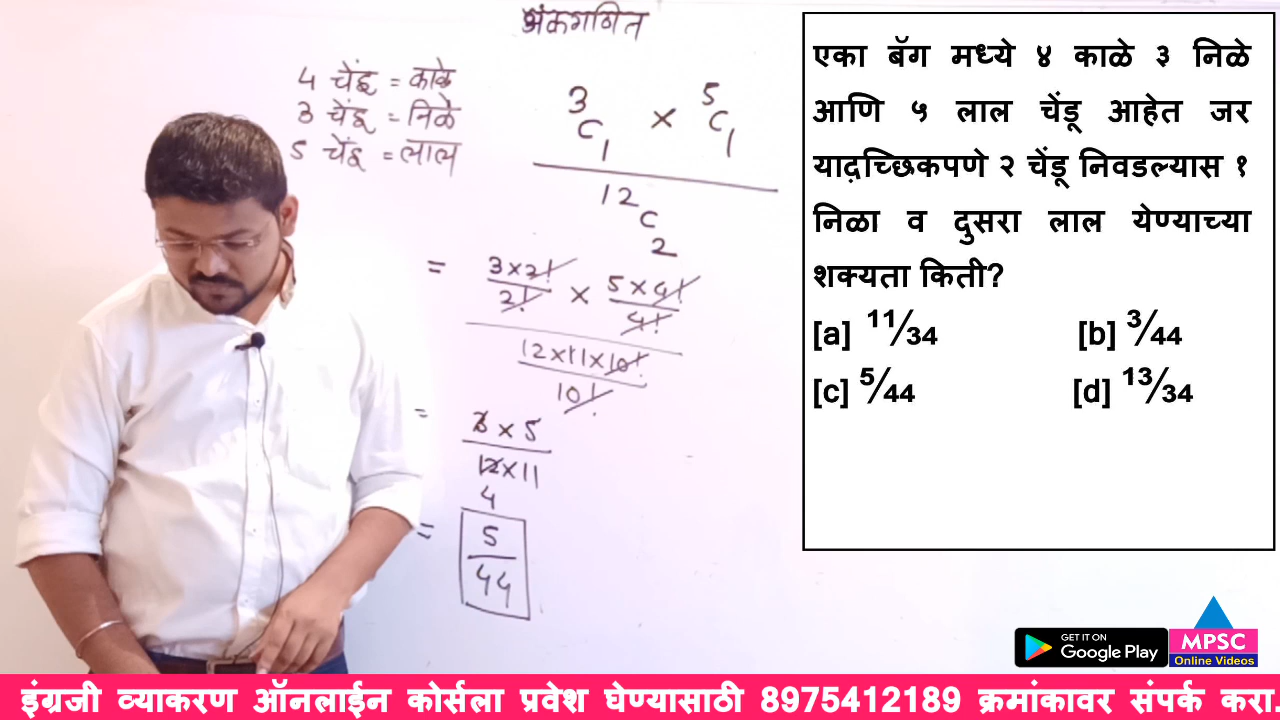 अंकगणित
4 चेंडू = काळे
3 चेंडू = निळे
5 चेंडू = लाल
3C1 × 5C1
12C2
= 3×2! × 5×4!
2! 4!
12×11×10!
10!
= 3×5
12×11
4
= 5
44
एका बॅग मध्ये ४ काळे ३ निळे
आणि ५ लाल चेंडू आहेत जर
याद़च्छिकपणे २ चेंडू निवडल्यास १
निळा व दुसरा लाल येण्याच्या
शक्यता किती?
[a] 11/34 [b] 3/44
[c] 5/44 [d] 13/34
GET IT ON
Google Play
MPSC
Online Videos
इंग्रजी व्याकरण ऑनलाईन कोर्सला प्रवेश घेण्यासाठी 8975412189 क्रमांकावर संपर्क करा.